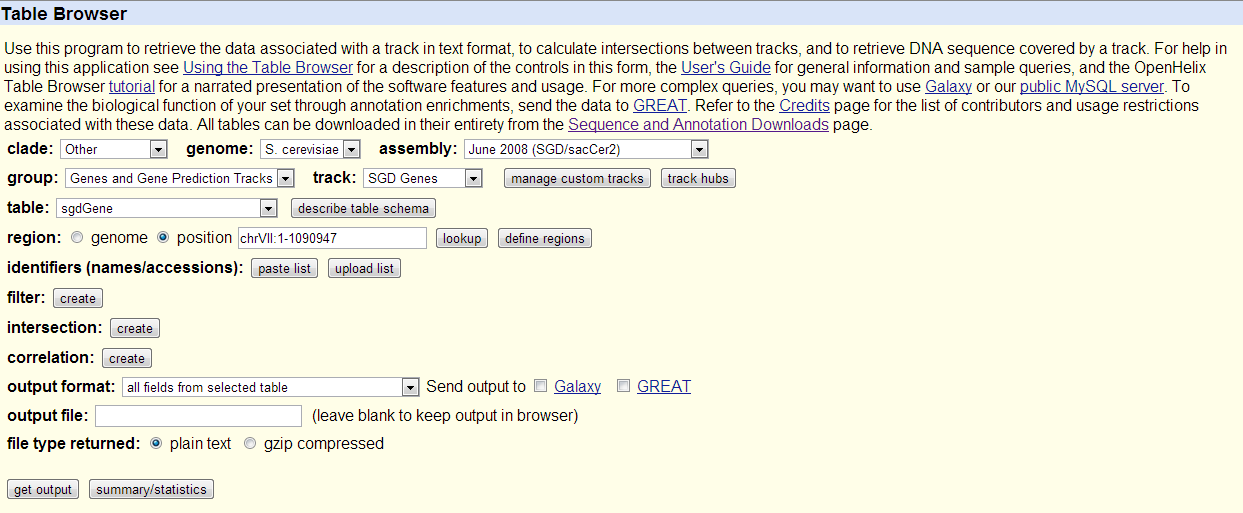 Table Browser
Use this program to retrieve the data associated with a track in text format, to calculate intersections between tracks, and to retrieve DNA sequence covered by a track. For help in
using this application see Using the Table Browser for a description of the controls in this form, the User's Guide for general information and sample queries, and the OpenHelix
Table Browser tutorial for a narrated presentation of the software features and usage. For more complex queries, you may want to use Galaxy or our public MySQL server. To
examine the biological function of your set through annotation enrichments, send the data to GREAT. Refer to the Credits page for the list of contributors and usage restrictions
associated with these data. All tables can be downloaded in their entirety from the Sequence and Annotation Downloads page.
clade: Other genome: S. cerevisiae assembly: June 2008 (SGD/sacCer2)
group: Genes and Gene Prediction Tracks track: SGD Genes manage custom tracks track hubs
table: sgdGene describe table schema
region: genome position chrVII:1-1090947 lookup define regions
identifiers (names/accessions): paste list upload list
filter: create
intersection: create
correlation: create
output format: all fields from selected table Send output to Galaxy GREAT
output file: (leave blank to keep output in browser)
file type returned: plain text gzip compressed
get output summary/statistics